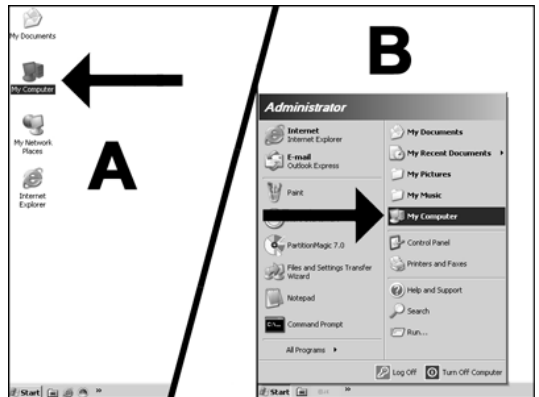 My Documents
My Computer
A
My Network
Places
Internet
Explorer
Start
B
Administrator
Internet
Internet Explorer
E-mail
Outlook Express
Paint
PartitionMagic 7.0
Files and Settings Transfer
Wizard
Notepad
Command Prompt
All Programs
My Documents
My Recent Documents
My Pictures
My Music
My Computer
Control Panel
Printers and Faxes
Help and Support
Search
Run...
Log Off
Turn Off Computer
Start